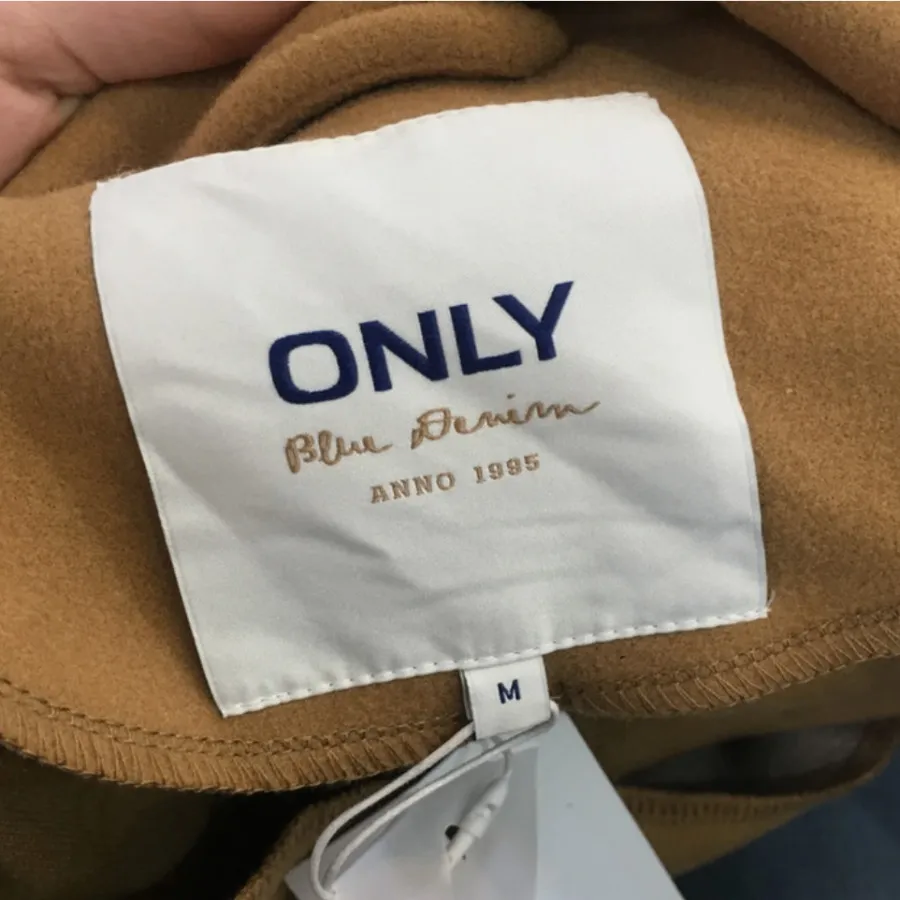 ONLY
Blue Denim
ANNO 1995
M